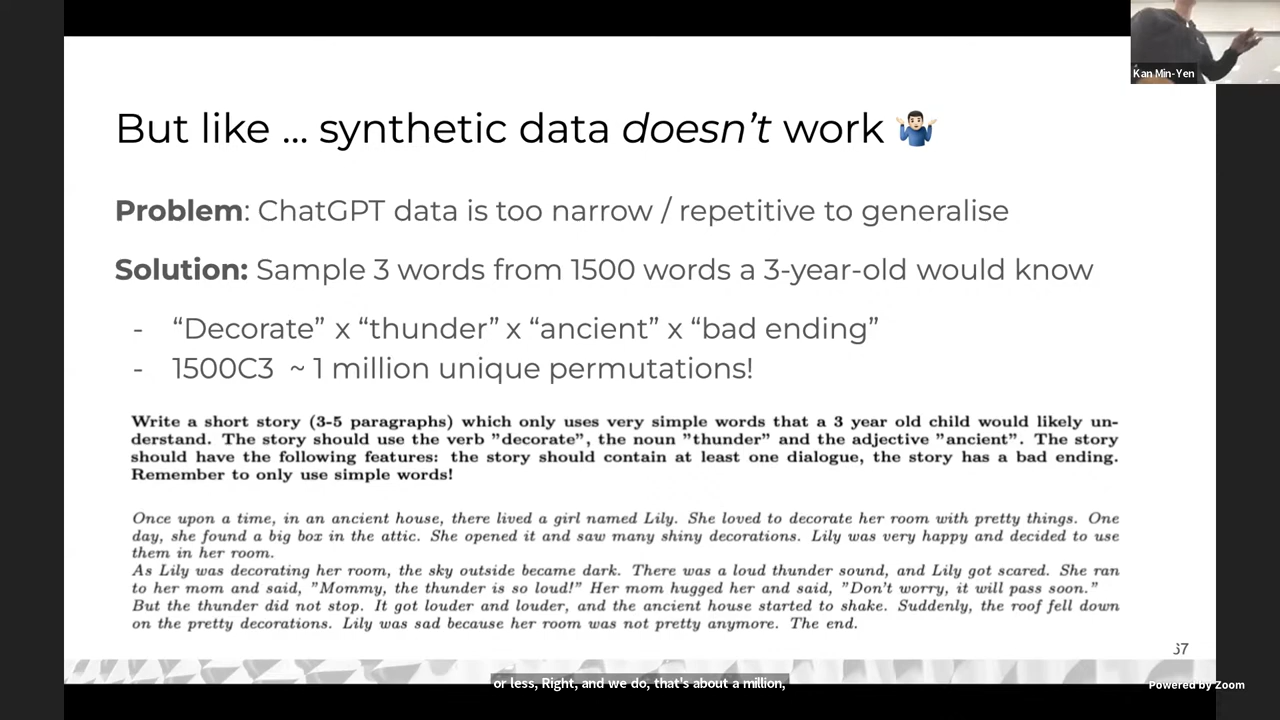 Kan Min-Yen
But like ... synthetic data doesn't work 🤷🏻‍♂️
Problem: ChatGPT data is too narrow / repetitive to generalise
Solution: Sample 3 words from 1500 words a 3-year-old would know
- “Decorate” x “thunder” x “ancient” x “bad ending”
- 1500C3 ~ 1 million unique permutations!
Write a short story (3-5 paragraphs) which only uses very simple words that a 3 year old child would likely un-
derstand. The story should use the verb ”decorate”, the noun ”thunder” and the adjective ”ancient”. The story
should have the following features: the story should contain at least one dialogue, the story has a bad ending.
Remember to only use simple words!
Once upon a time, in an ancient house, there lived a girl named Lily. She loved to decorate her room with pretty things. One
day, she found a big box in the attic. She opened it and saw many shiny decorations. Lily was very happy and decided to use
them in her room.
As Lily was decorating her room, the sky outside became dark. There was a loud thunder sound, and Lily got scared. She ran
to her mom and said, ”Mommy, the thunder is so loud!” Her mom hugged her and said, ”Don't worry, it will pass soon.”
But the thunder did not stop. It got louder and louder, and the ancient house started to shake. Suddenly, the roof fell down
on the pretty decorations. Lily was sad because her room was not pretty anymore. The end.
or less, Right, and we do, that's about a million,
Powered by Zoom